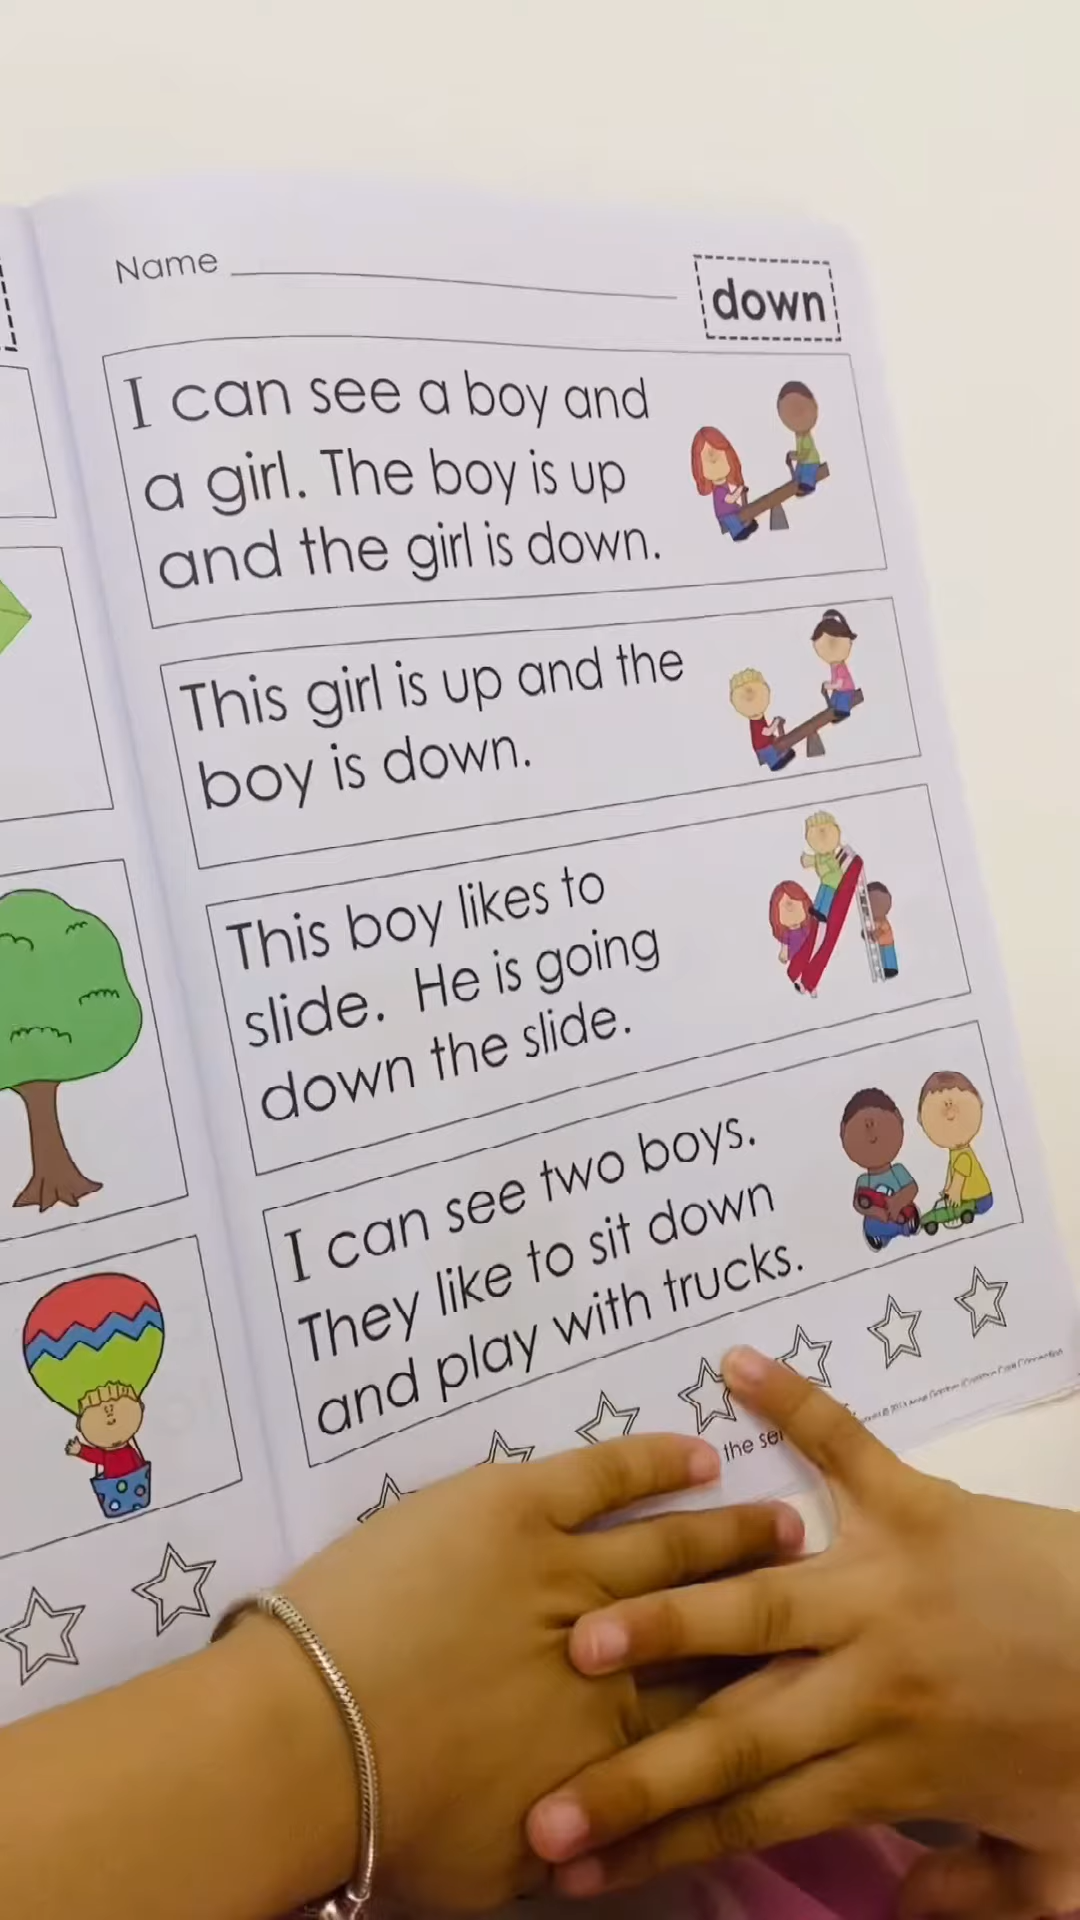 Name
down
I can see a boy and
a girl. The boy is up
and the girl is down.
This girl is up and the
boy is down.
This boy likes to
slide. He is going
down the slide.
I can see two boys.
They like to sit down
and play with trucks.
the